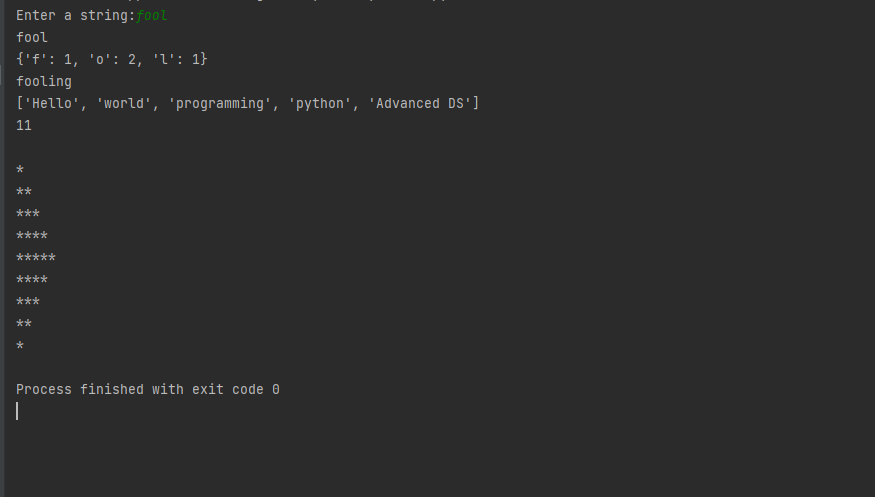 Enter a string:fool
fool
{'f': 1, 'o': 2, 'l': 1}
fooling
['Hello', 'world', 'programming', 'python', 'Advanced DS']
11
*
**
***
****
*****
****
***
**
*
Process finished with exit code 0